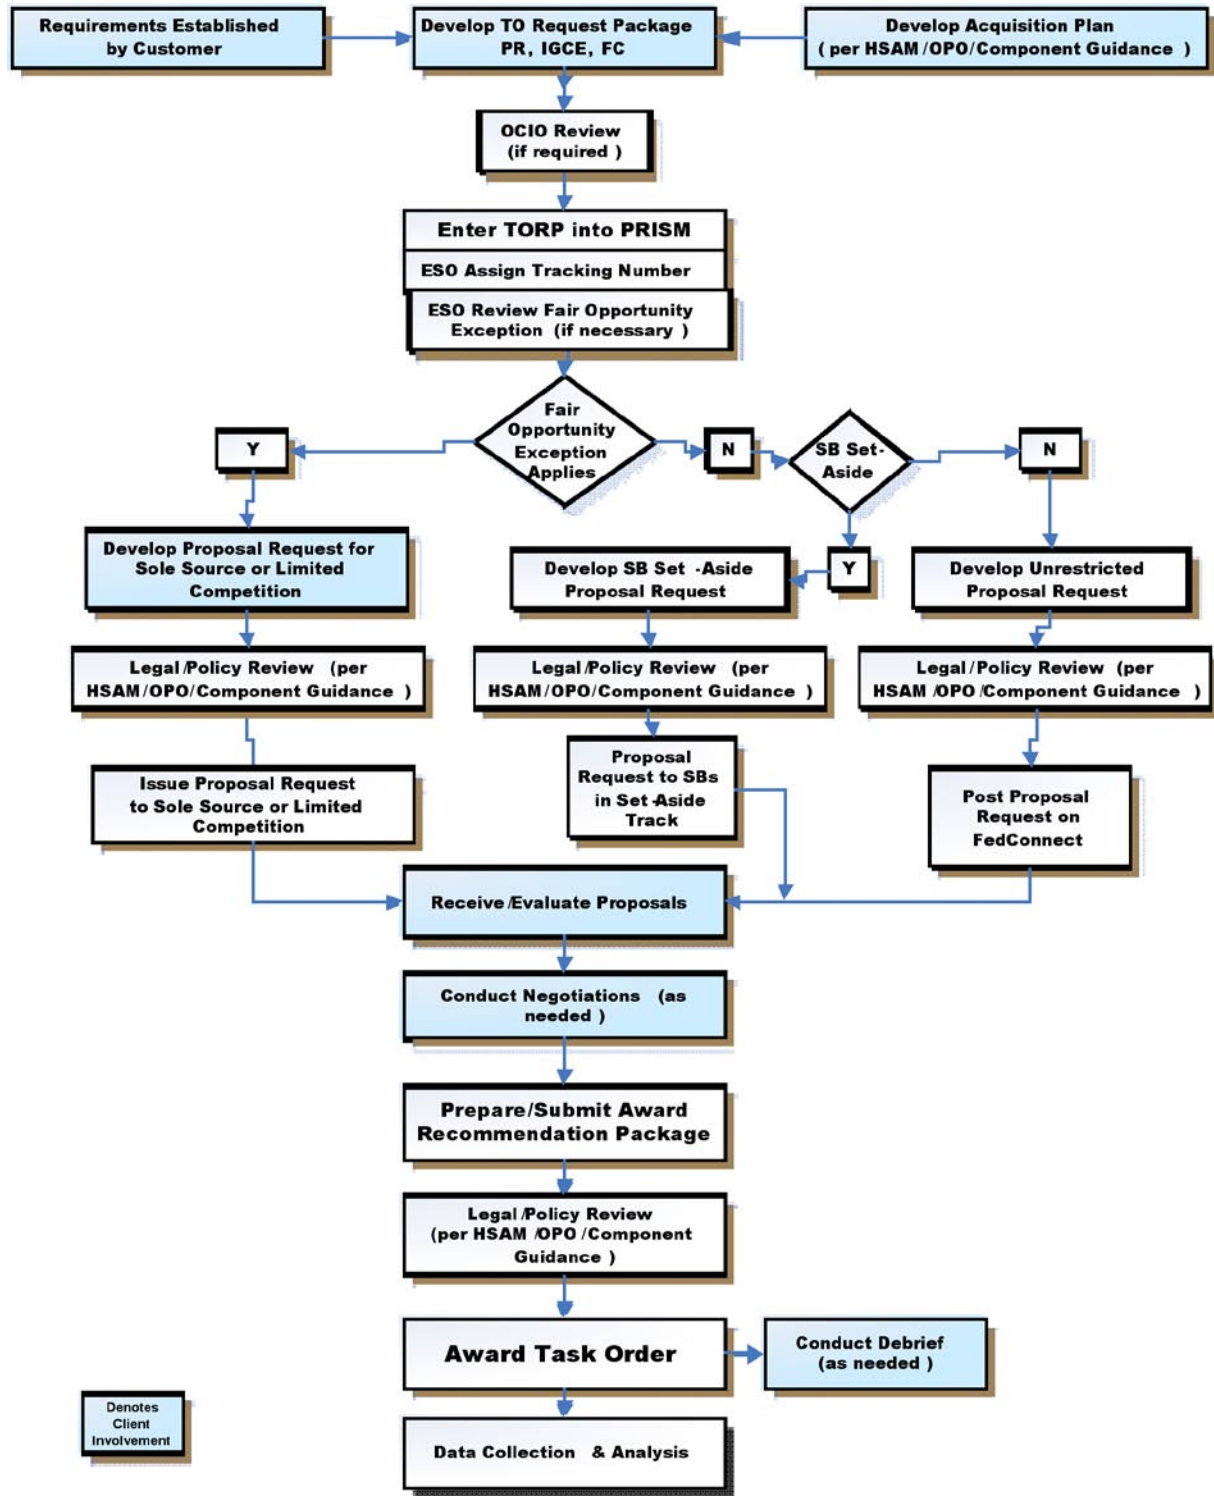 Requirements Established
by Customer
Develop TO Request Package
PR, IGCE, FC
Develop Acquisition Plan
( per HSAM /OPO/Component Guidance )
OCIO Review
(if required )
Enter TORP into PRISM
ESO Assign Tracking Number
ESO Review Fair Opportunity
Exception (if necessary )
Fair
Opportunity
Exception
Applies
Y
N
SB Set-
Aside
N
Y
Develop Proposal Request for
Sole Source or Limited
Competition
Develop SB Set -Aside
Proposal Request
Develop Unrestricted
Proposal Request
Legal /Policy Review (per
HSAM /OPO/Component Guidance )
Legal /Policy Review (per
HSAM/OPO/Component Guidance )
Legal /Policy Review (per
HSAM /OPO/Component Guidance )
Issue Proposal Request
to Sole Source or Limited
Competition
Proposal
Request to SBs
in Set -Aside
Track
Post Proposal
Request on
FedConnect
Receive /Evaluate Proposals
Conduct Negotiations (as
needed )
Prepare/Submit Award
Recommendation Package
Legal /Policy Review
(per HSAM /OPO /Component
Guidance )
Award Task Order
Conduct Debrief
(as needed )
Data Collection & Analysis
Denotes
Client
Involvement